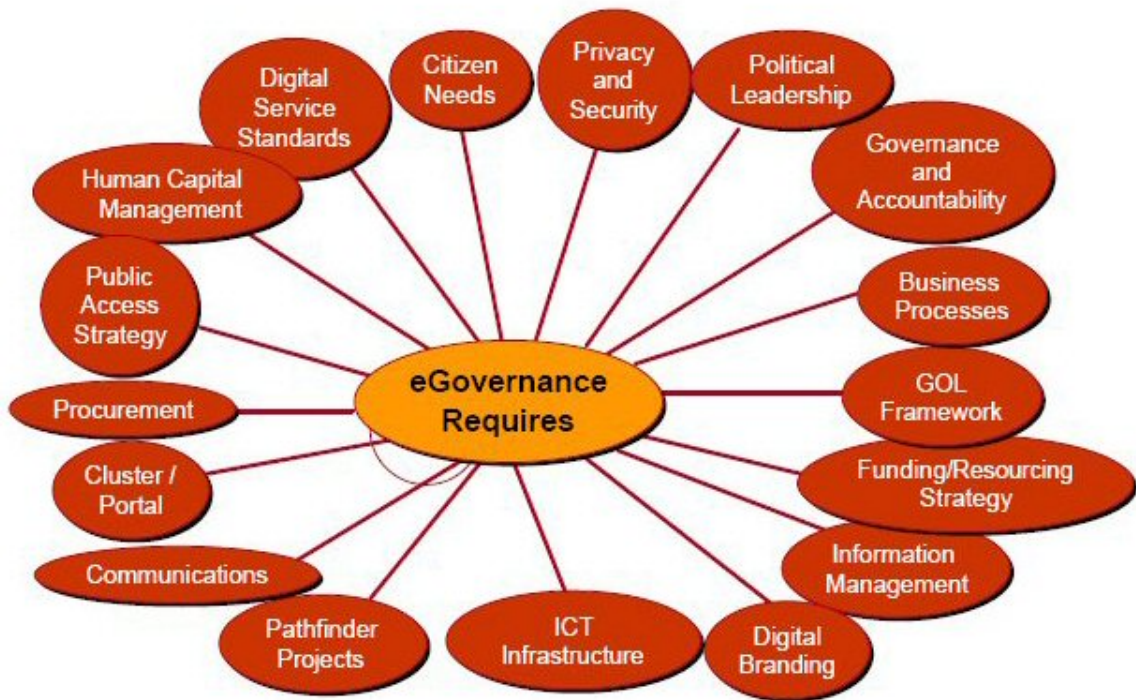 Digital
Service
Standards
Citizen
Needs
Privacy
and
Security
Political
Leadership
Governance
and
Accountability
Human Capital
Management
Public
Access
Strategy
Business
Processes
eGovernance
Requires
GOL
Framework
Procurement
Cluster /
Portal
Funding/Resourcing
Strategy
Communications
Information
Management
Pathfinder
Projects
ICT
Infrastructure
Digital
Branding